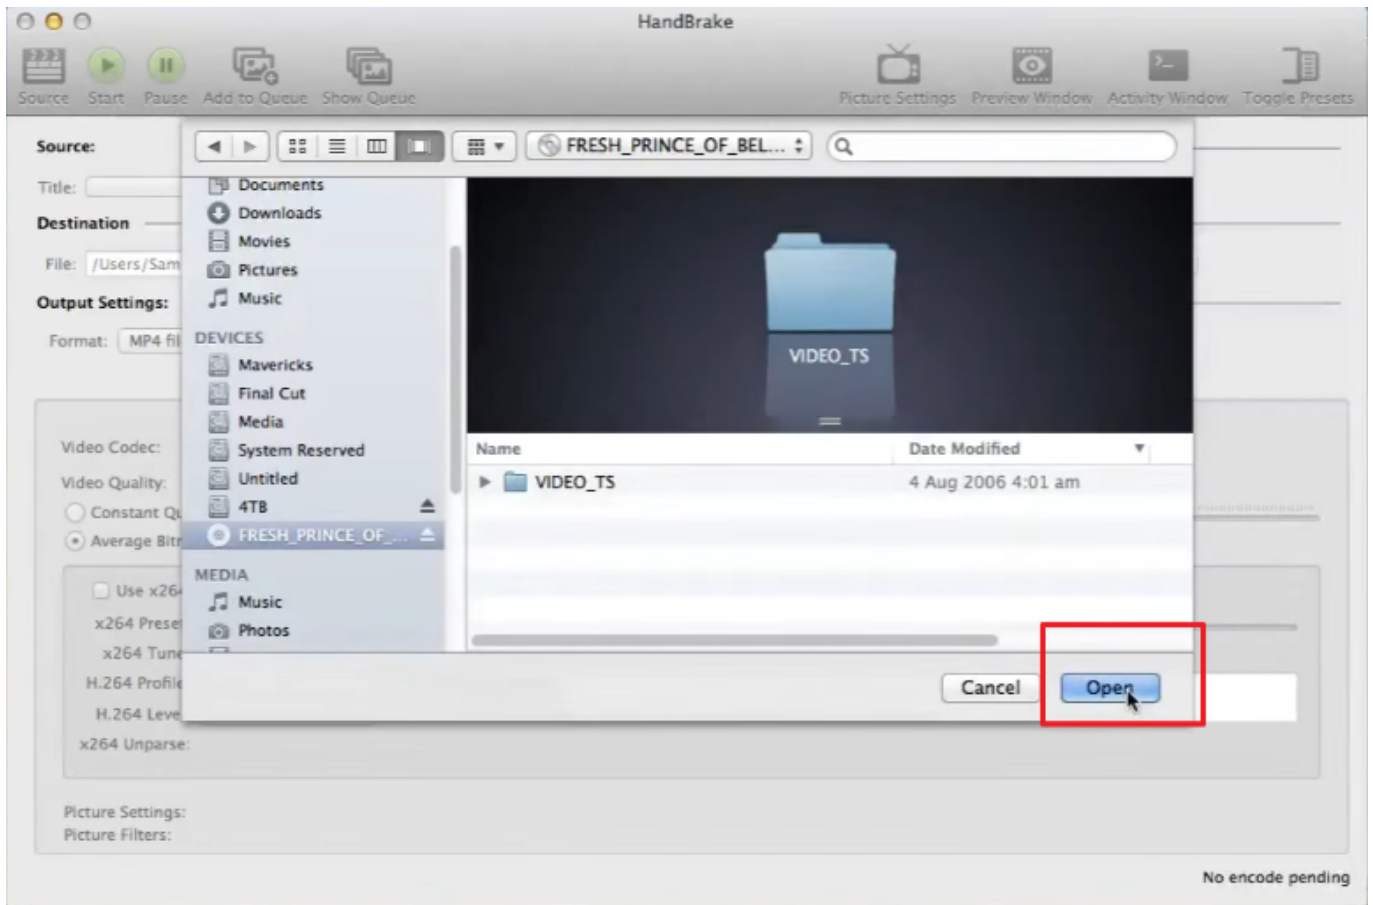 HandBrake
Source Start Pause Add to Queue Show Queue Picture Settings Preview Window Activity Window Toggle Presets
Source:
FRESH_PRINCE_OF_BEL...
Title:
Documents
Downloads
Destination
Movies
File: /Users/Sam
Pictures
Music
Output Settings:
DEVICES
Format: MP4 fil
VIDEO_TS
Mavericks
Final Cut
Media
Video Codec:
System Reserved
Name Date Modified
Video Quality:
Untitled
VIDEO_TS 4 Aug 2006 4:01 am
Constant Qu
4TB
Average Bitr
FRESH_PRINCE_OF_...
MEDIA
Use x264
Music
x264 Preset
Photos
x264 Tune
H.264 Profile
Cancel Open
H.264 Leve
x264 Unparse:
Picture Settings:
Picture Filters:
No encode pending